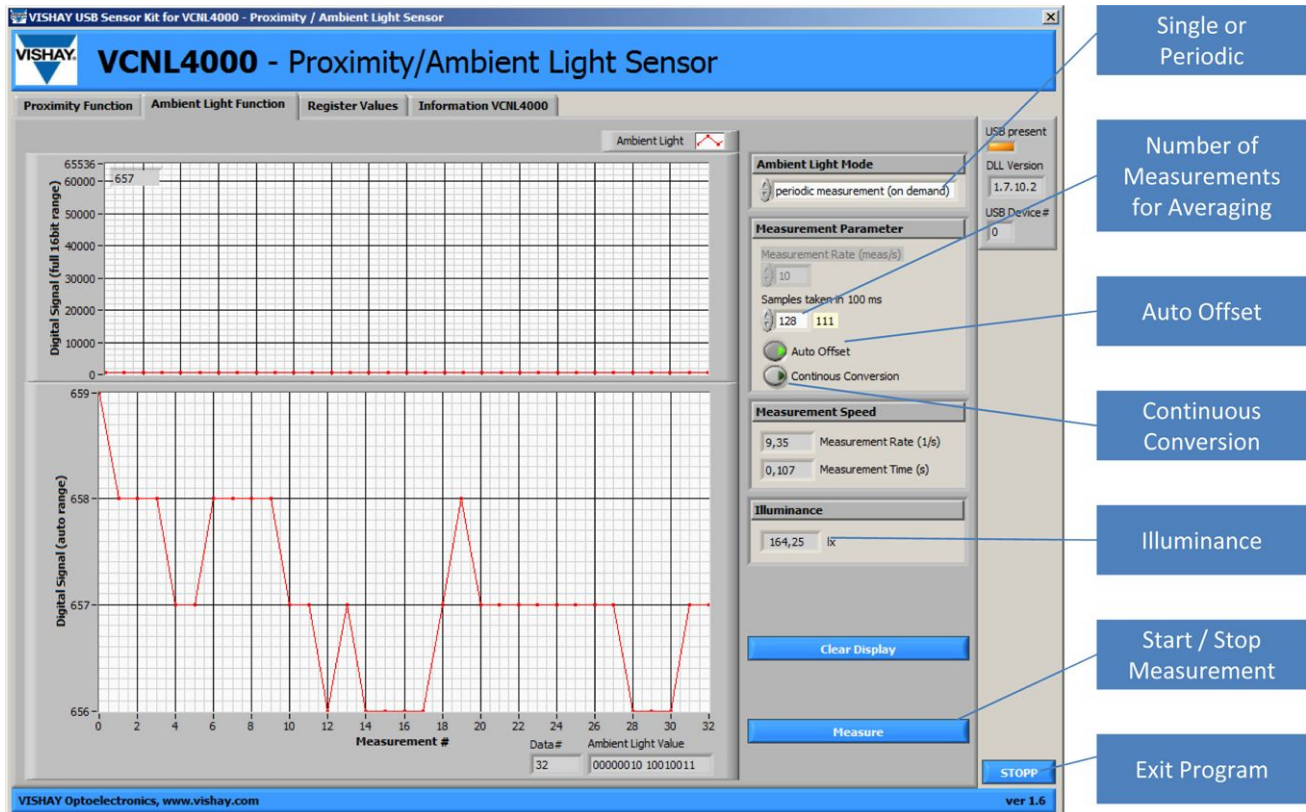 VISHAY USB Sensor Kit for VCNL4000 - Proximity / Ambient Light Sensor
VISHAY.
VCNL4000 - Proximity/Ambient Light Sensor
Proximity Function
Ambient Light Function
Register Values
Information VCNL4000
Ambient Light
Digital Signal (full 16bit range)
65536
60000
50000
40000
30000
20000
10000
0
657
Digital Signal (auto range)
659
658
657
656
0 2 4 6 8 10 12 14 16 18 20 22 24 26 28 30 32
Measurement #
Data#
32
Ambient Light Value
00000010 10010011
Ambient Light Mode
periodic measurement (on demand)
Measurement Parameter
Measurement Rate (meas/s)
10
Samples taken in 100 ms
128 111
Auto Offset
Continous Conversion
Measurement Speed
9,35 Measurement Rate (1/s)
0,107 Measurement Time (s)
Illuminance
164,25 lx
Clear Display
Measure
USB present
DLL Version
1.7.10.2
USB Device#
0
STOPP
VISHAY Optoelectronics, www.vishay.com
ver 1.6
Single or
Periodic
Number of
Measurements
for Averaging
Auto Offset
Continuous
Conversion
Illuminance
Start / Stop
Measurement
Exit Program